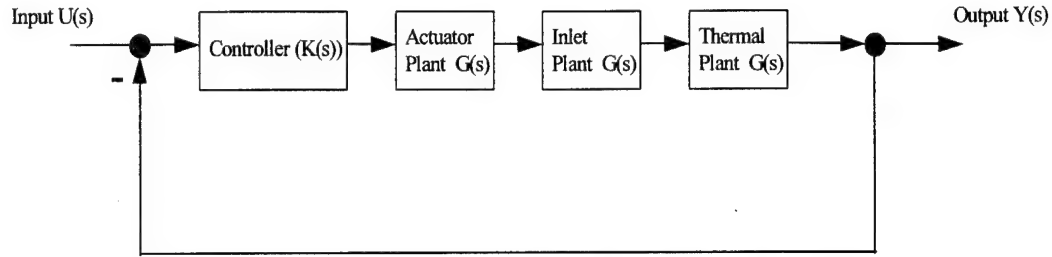 Input U(s)
Output Y(s)
Controller (K(s))
Actuator
Plant G(s)
Inlet
Plant G(s)
Thermal
Plant G(s)
-